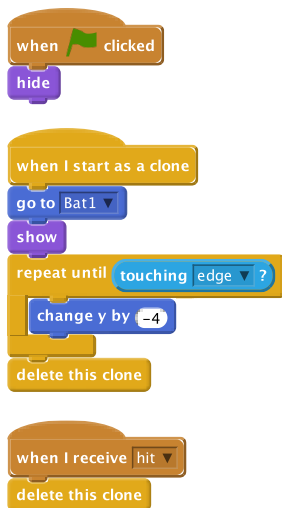 when clicked
hide
when I start as a clone
go to Bat1
show
repeat until touching edge ?
change y by -4
delete this clone
when I receive hit
delete this clone